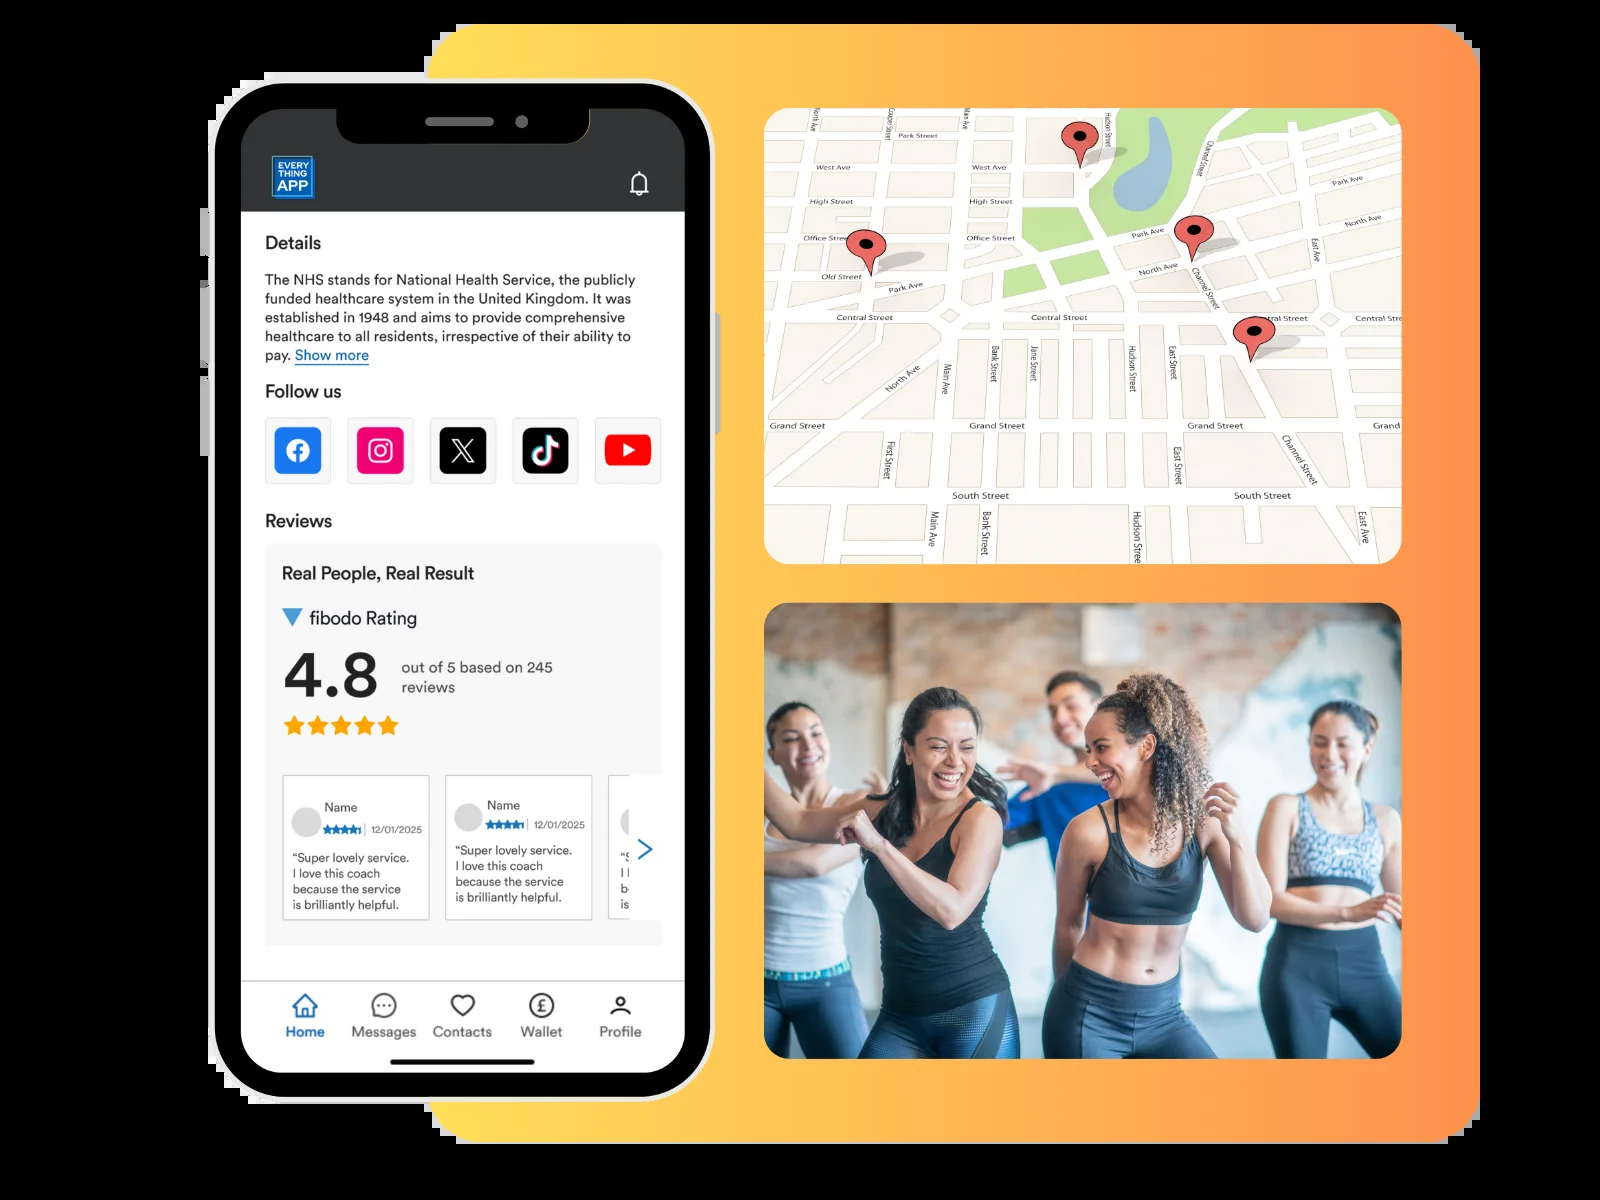 EVERY
THING
APP
Details
The NHS stands for National Health Service, the publicly
funded healthcare system in the United Kingdom. It was
established in 1948 and aims to provide comprehensive
healthcare to all residents, irrespective of their ability to
pay. Show more
Follow us
Reviews
Real People, Real Result
fibodo Rating
4.8
out of 5 based on 245
reviews
Name
12/01/2025
“Super lovely service.
I love this coach
because the service
is brilliantly helpful.
Name
12/01/2025
“Super lovely service.
I love this coach
because the service
is brilliantly helpful.
“S
I l
b
is
Home
Messages
Contacts
Wallet
Profile
North Ave
Cooper Street
Main Ave
Hudson Street
Park Street
Channel Street
West Ave
West Ave
Park Ave
High Street
High Street
North Ave
Office Stree
Office Street
Park Ave
East Ave
Old Street
North Ave
Park Ave
Channel Street
Central Street
Central Street
tral Street
Central Stre
Bank Street
Jane Street
Hudson Street
East Street
North Ave
Main Ave
Grand Street
Grand Street
Grand Street
Grand
First Street
East Street
Channel Street
South Street
South Street
Main Ave
Bank Street
Hudson Stree
East Ave